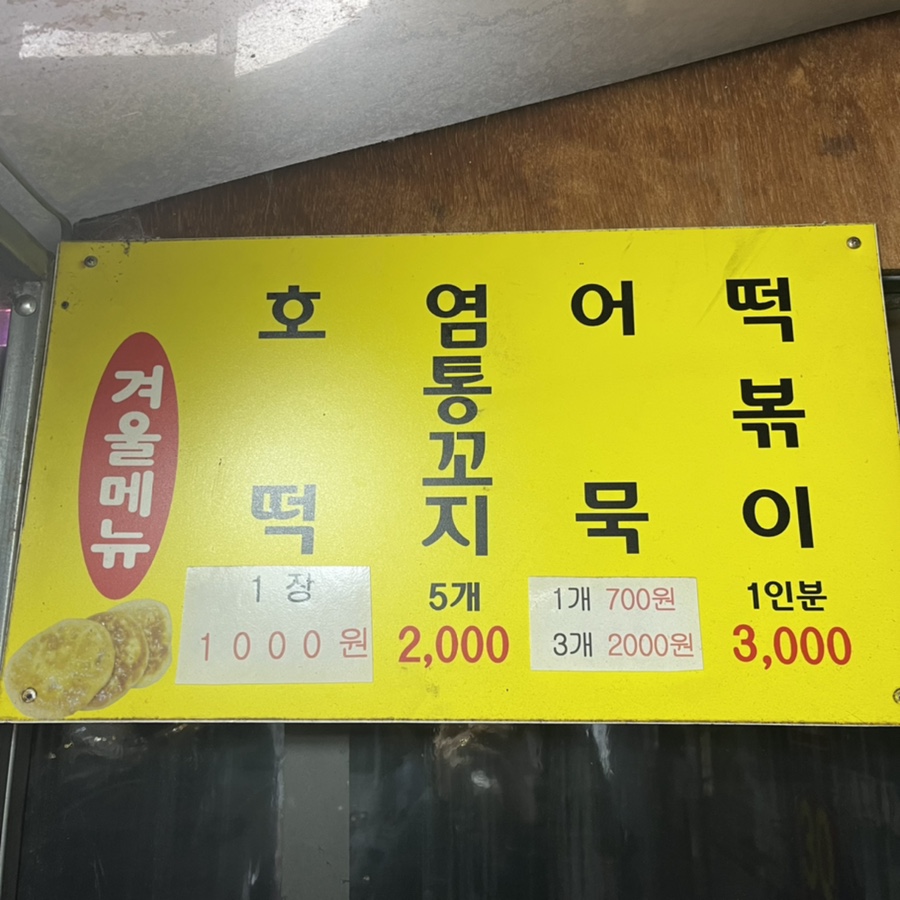 겨울메뉴
호떡
1 장
1000원
염통꼬지
5개
2,000
어묵
1개 700원
3개 2000원
떡볶이
1인분
3,000